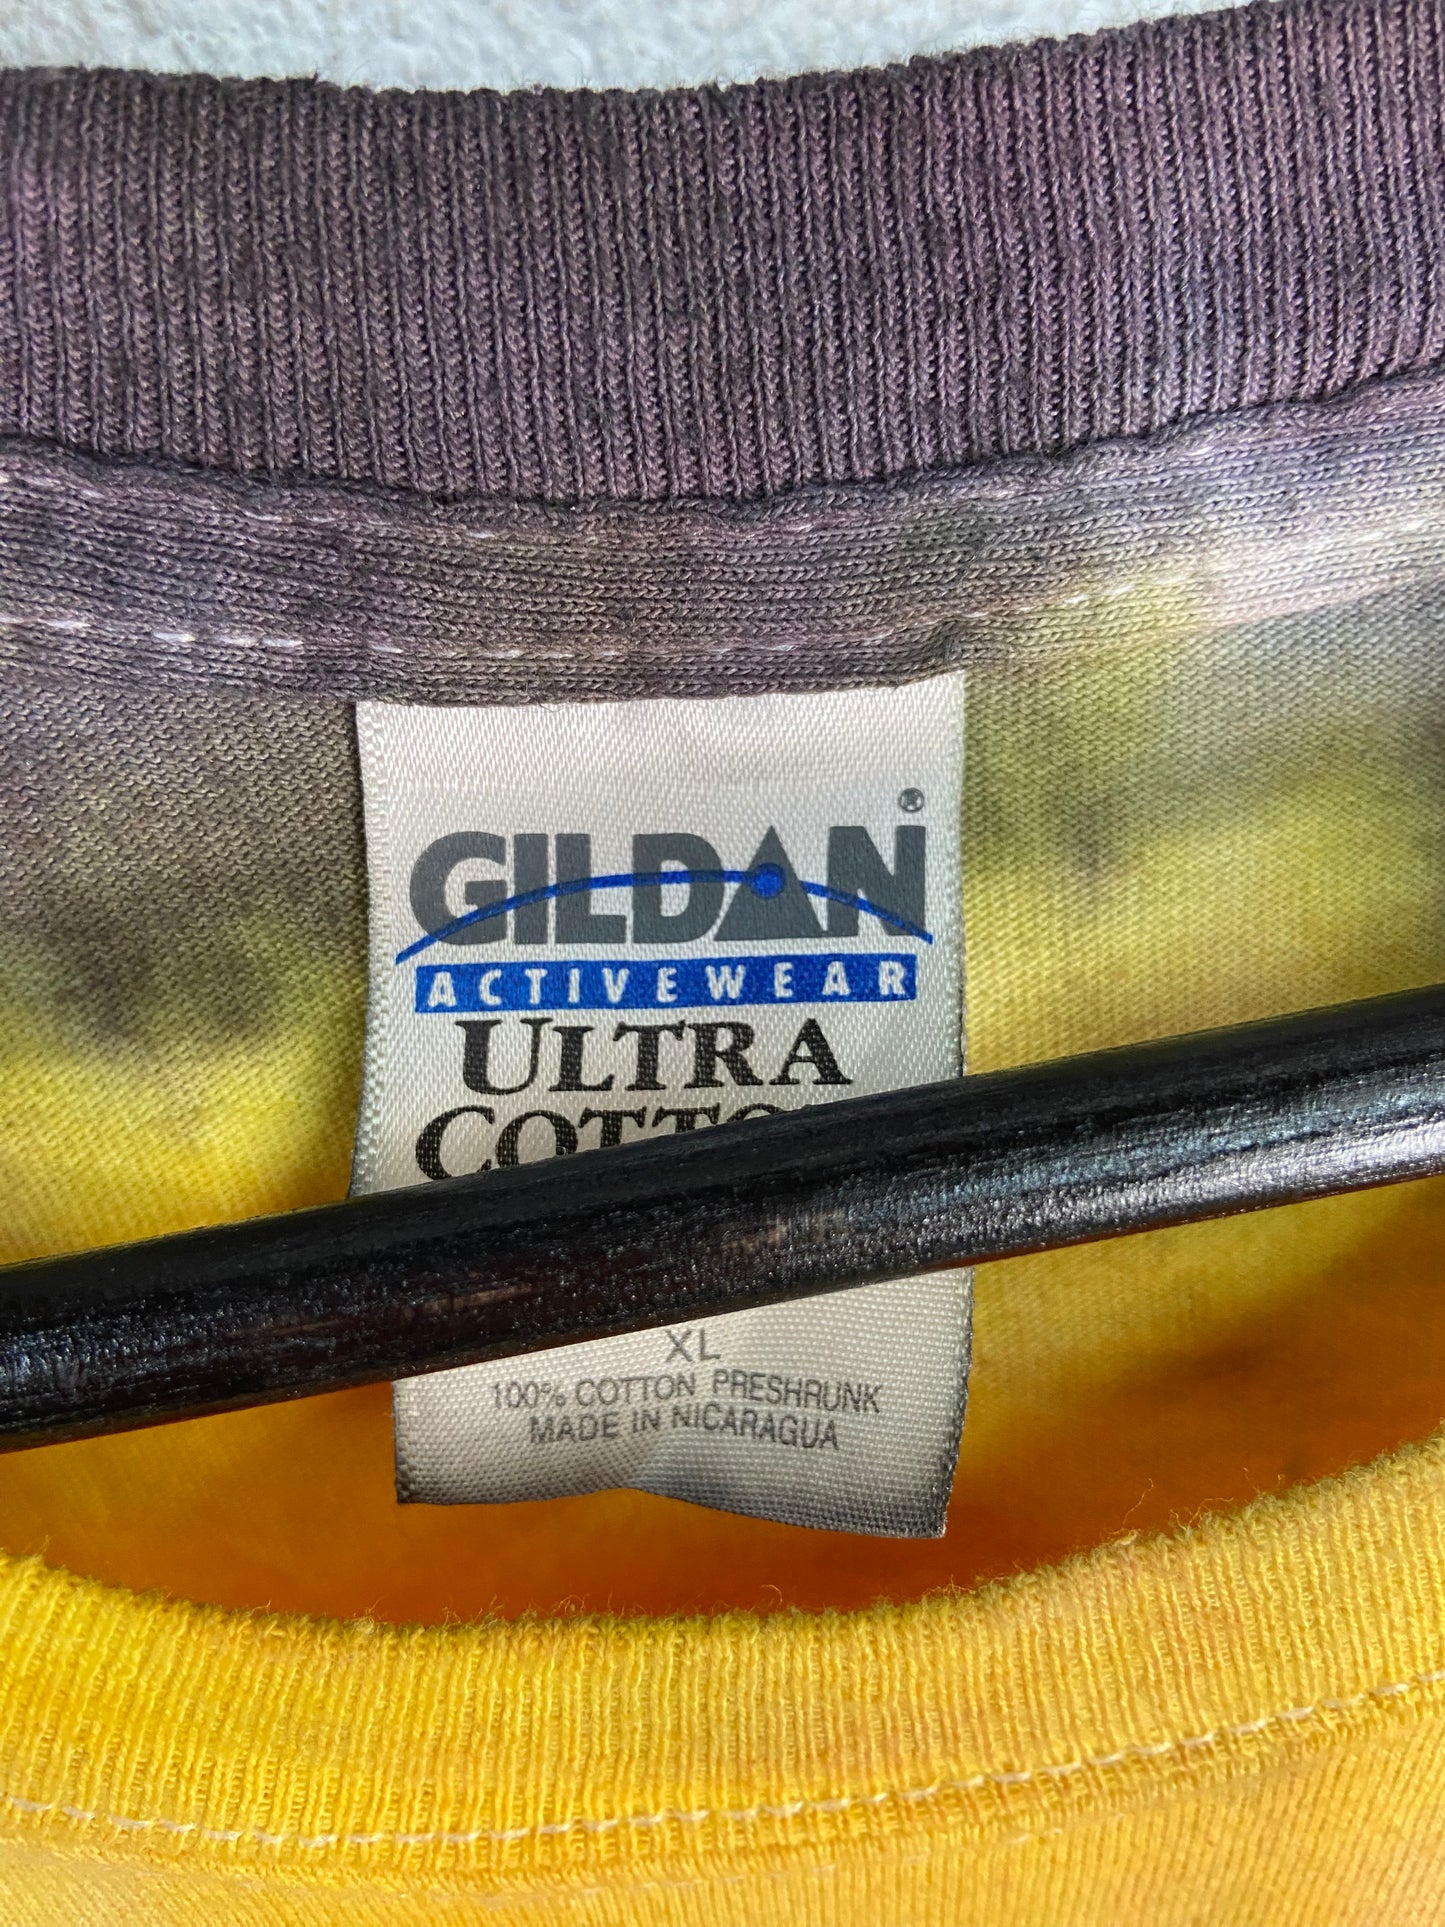 GILDAN®
ACTIVEWEAR
ULTRA
XL
100% COTTON PRESHRUNK
MADE IN NICARAGUA